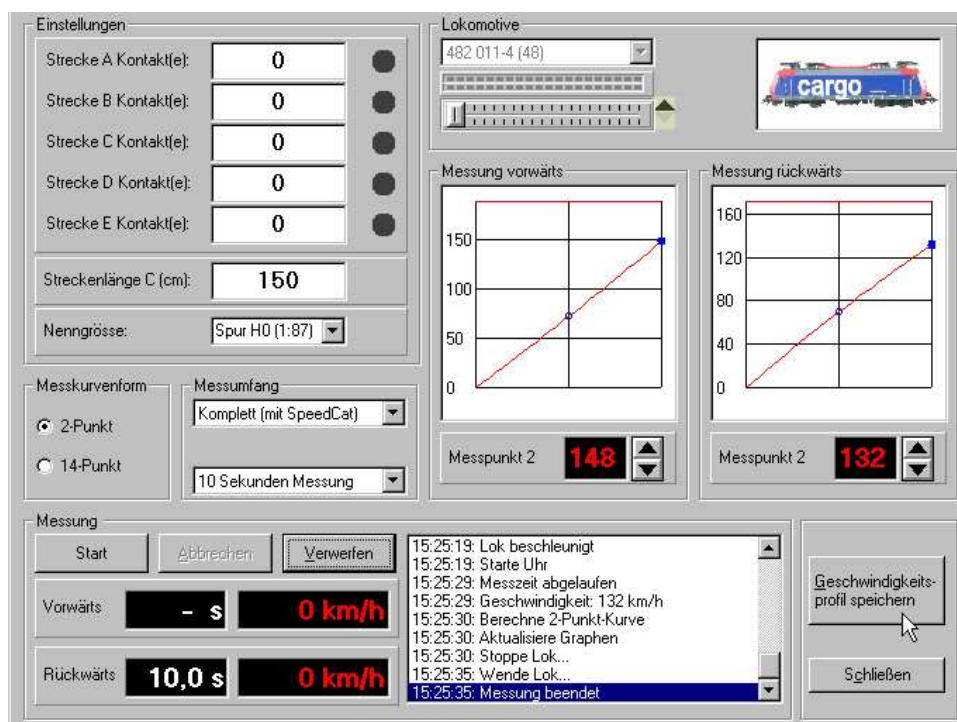 Einstellungen
Strecke A Kontakt(e): 0
Strecke B Kontakt(e): 0
Strecke C Kontakt(e): 0
Strecke D Kontakt(e): 0
Strecke E Kontakt(e): 0
Streckenlänge C (cm): 150
Nenngrösse: Spur H0 (1:87)
Lokomotive
482 011-4 (48)
cargo
Messung vorwärts
150
100
50
0
Messpunkt 2 148
Messung rückwärts
160
120
80
40
0
Messpunkt 2 132
Messkurvenform
2-Punkt
14-Punkt
Messumfang
Komplett (mit SpeedCat)
10 Sekunden Messung
Messung
Start Abbrechen Verwerfen
Vorwärts - s 0 km/h
Rückwärts 10,0 s 0 km/h
15:25:19: Lok beschleunigt
15:25:19: Starte Uhr
15:25:29: Messzeit abgelaufen
15:25:29: Geschwindigkeit: 132 km/h
15:25:30: Berechne 2-Punkt-Kurve
15:25:30: Aktualisiere Graphen
15:25:30: Stoppe Lok...
15:25:35: Wende Lok...
15:25:35: Messung beendet
Geschwindigkeits-
profil speichern
Schließen